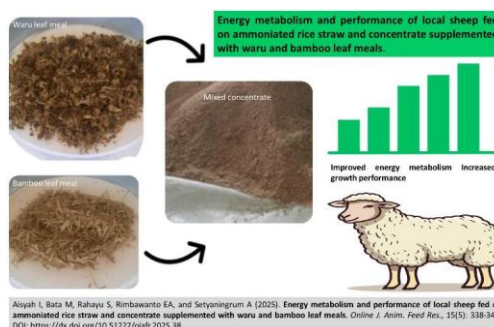 Waru leaf meal
Energy metabolism and performance of local sheep fed
on ammoniated rice straw and concentrate supplemented
with waru and bamboo leaf meals.
Mixed concentrate
Bamboo leaf meal
Improved energy metabolism Increased
growth performance
Aisyah I, Bata M, Rahayu S, Rimbawanto EA, and Setyaningrum A (2025). Energy metabolism and performance of local sheep fed
ammoniated rice straw and concentrate supplemented with waru and bamboo leaf meals. Online J. Anim. Feed Res., 15(5): 338-34
DOI: https://dx.doi.org/10.51227/ojafr.2025.38